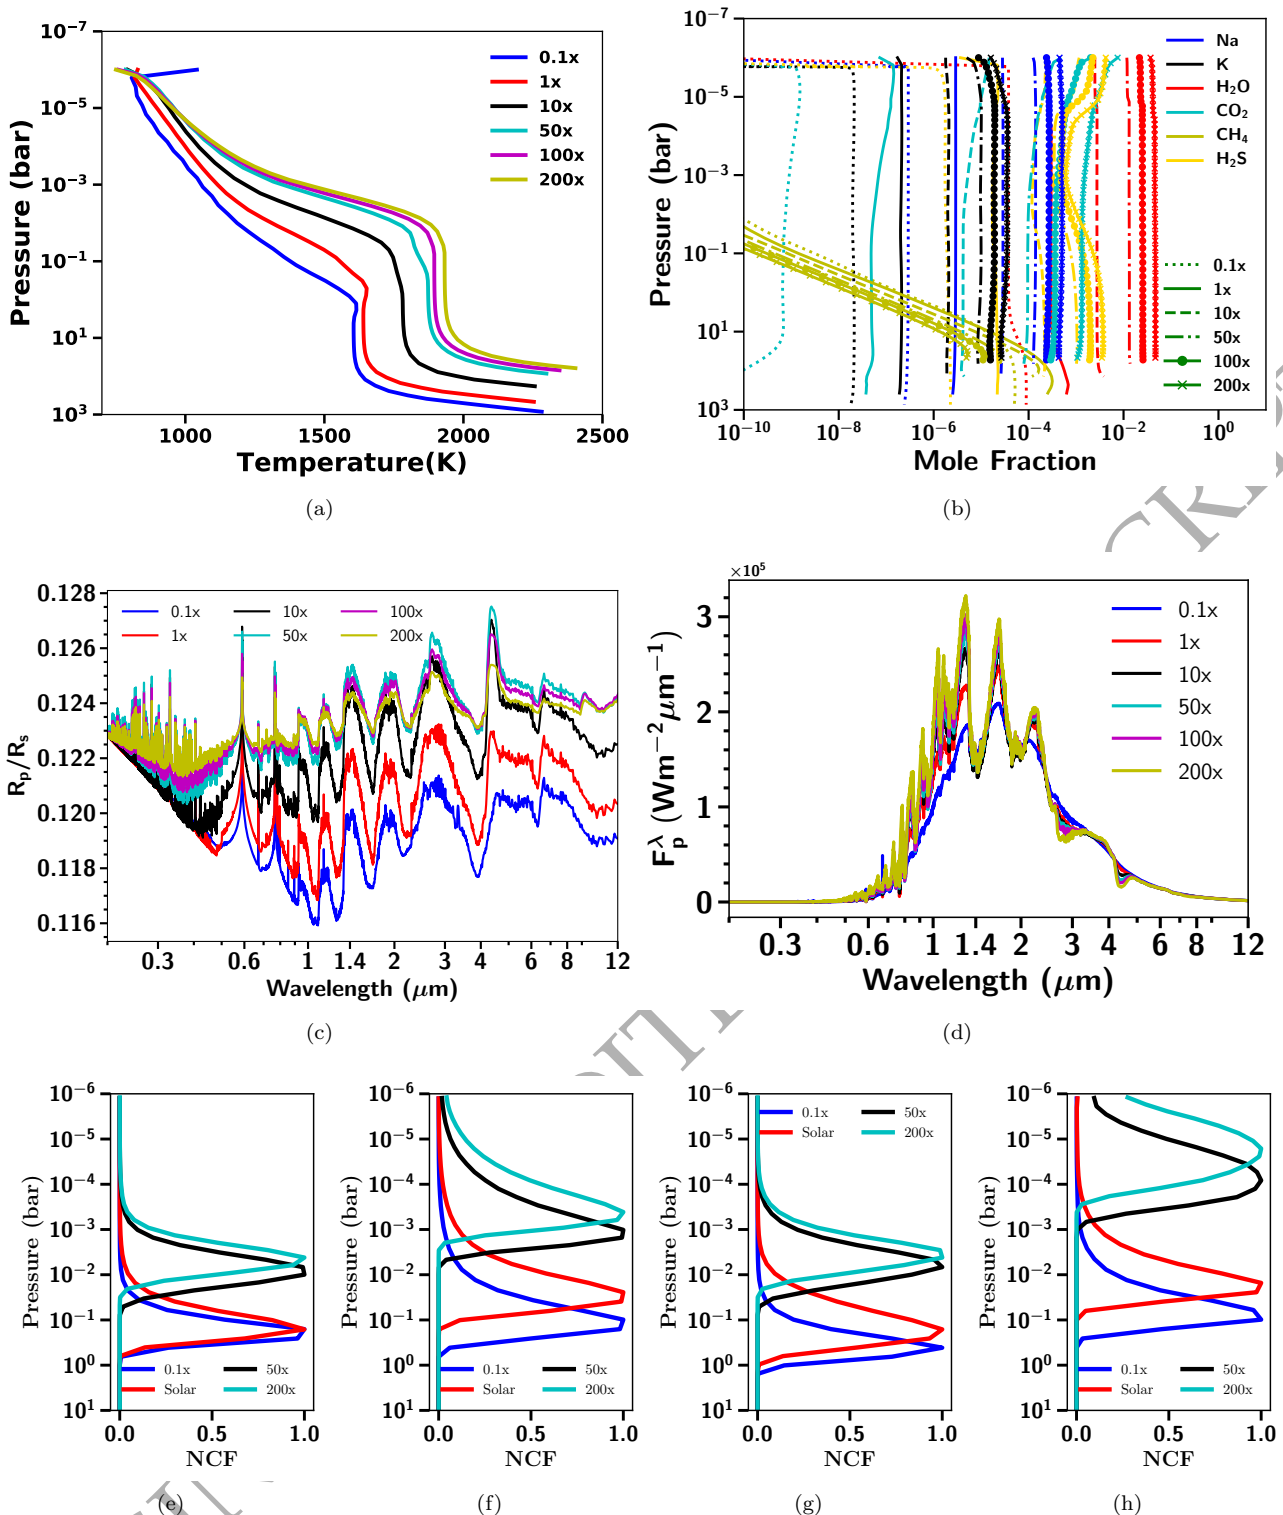 10⁻⁷
10⁻⁵
10⁻³
10⁻¹
10¹
10³
Pressure (bar)
0.1x
1x
10x
50x
100x
200x
1000
1500
2000
2500
Temperature(K)
(a)
10⁻⁷
10⁻⁵
10⁻³
10⁻¹
10¹
10³
Pressure (bar)
Na
K
H₂O
CO₂
CH₄
H₂S
0.1x
1x
10x
50x
100x
200x
10⁻¹⁰
10⁻⁸
10⁻⁶
10⁻⁴
10⁻²
10⁰
Mole Fraction
(b)
0.128
0.126
0.124
0.122
0.120
0.118
0.116
Rₚ/Rₛ
0.1x 10x 100x
1x 50x 200x
0.3 0.6 1 1.4 2 3 4 6 8 12
Wavelength (μm)
(c)
×10⁵
3
2
1
0
Fₚ^λ (Wm−2μm−1)
0.1x
1x
10x
50x
100x
200x
0.3 0.6 1 1.4 2 3 4 6 8 12
Wavelength (μm)
(d)
10⁻⁶
10⁻⁵
10⁻⁴
10⁻³
10⁻²
10⁻¹
10⁰
10¹
Pressure (bar)
0.1x 50x
Solar 200x
0.0 0.5 1.0
NCF
(e)
10⁻⁶
10⁻⁵
10⁻⁴
10⁻³
10⁻²
10⁻¹
10⁰
10¹
Pressure (bar)
0.1x 50x
Solar 200x
0.0 0.5 1.0
NCF
(f)
10⁻⁶
10⁻⁵
10⁻⁴
10⁻³
10⁻²
10⁻¹
10⁰
10¹
Pressure (bar)
0.1x 50x
Solar 200x
0.0 0.5 1.0
NCF
(g)
10⁻⁶
10⁻⁵
10⁻⁴
10⁻³
10⁻²
10⁻¹
10⁰
10¹
Pressure (bar)
0.1x 50x
Solar 200x
0.0 0.5 1.0
NCF
(h)